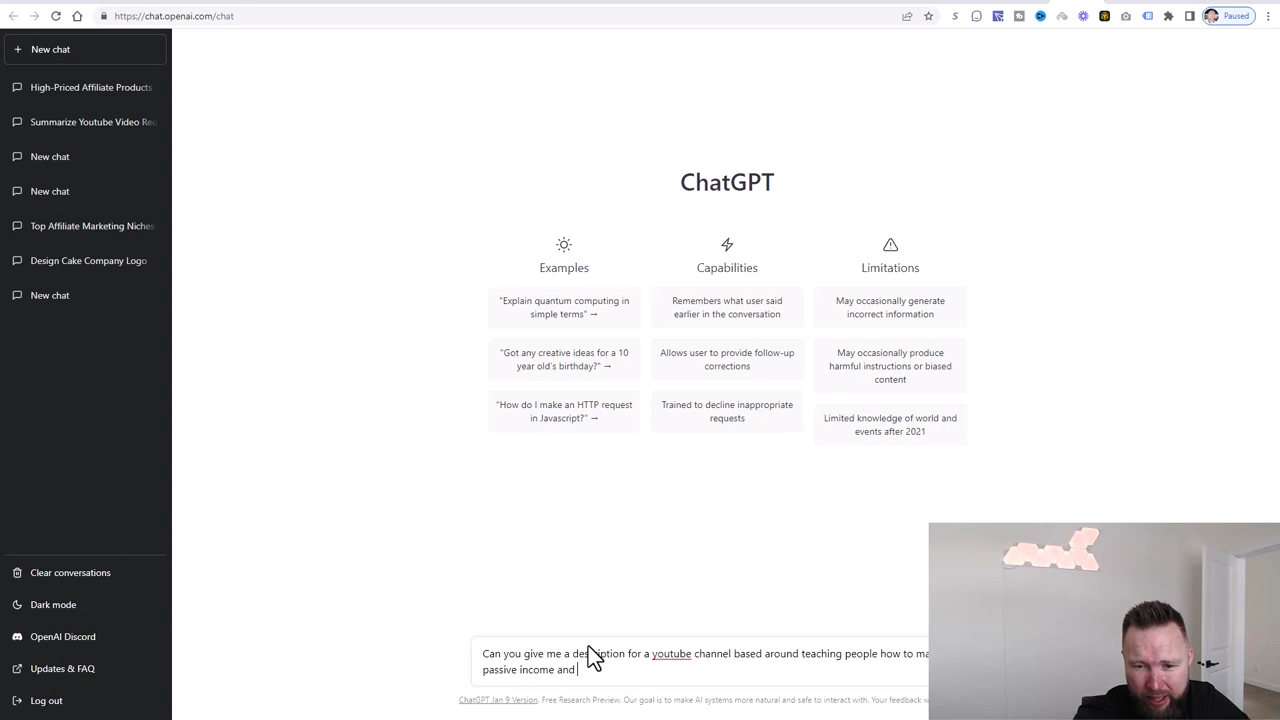 https://chat.openai.com/chat
Paused
New chat
High-Priced Affiliate Products
Summarize Youtube Video Req
New chat
New chat
Top Affiliate Marketing Niches
Design Cake Company Logo
New chat
Clear conversations
Dark mode
OpenAI Discord
Updates & FAQ
Log out
ChatGPT
Examples
"Explain quantum computing in
simple terms" →
"Got any creative ideas for a 10
year old's birthday?" →
"How do I make an HTTP request
in Javascript?" →
Capabilities
Remembers what user said
earlier in the conversation
Allows user to provide follow-up
corrections
Trained to decline inappropriate
requests
Limitations
May occasionally generate
incorrect information
May occasionally produce
harmful instructions or biased
content
Limited knowledge of world and
events after 2021
Can you give me a description for a youtube channel based around teaching people how to ma
passive income and
ChatGPT Jan 9 Version. Free Research Preview. Our goal is to make AI systems more natural and safe to interact with. Your feedback w